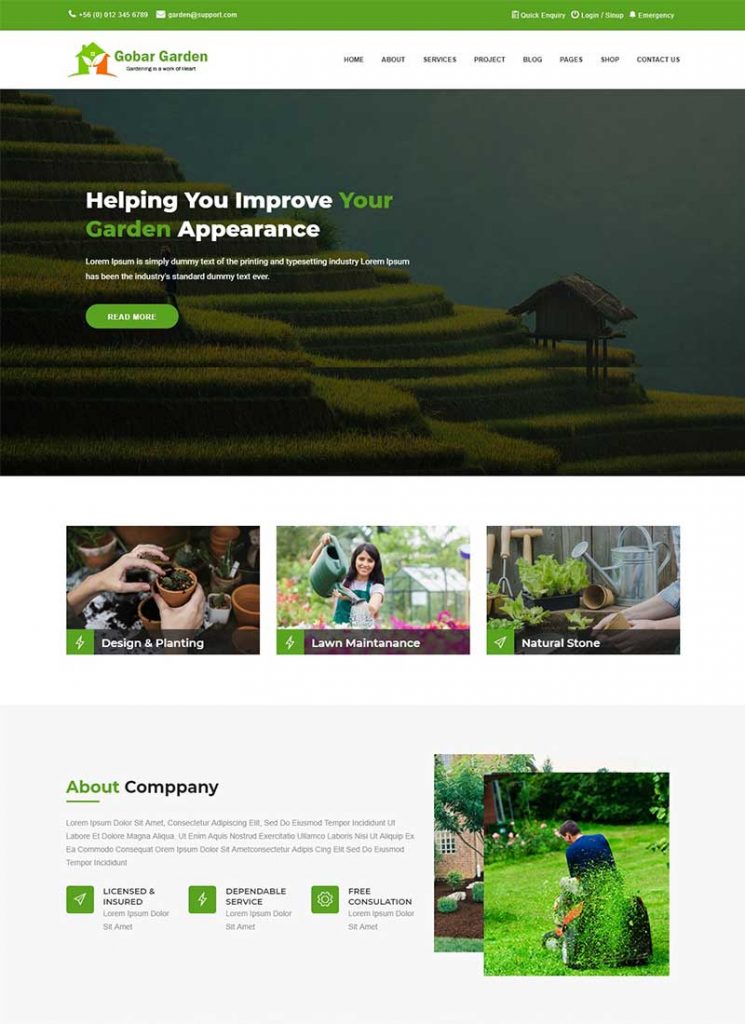 +56 (0) 012 345 6789 garden@support.com Quick Enquiry Login / Sinup Emergency
Gobar Garden
Gardening is a work of Heart
HOME ABOUT SERVICES PROJECT BLOG PAGES SHOP CONTACT US
Helping You Improve Your
Garden Appearance
Lorem Ipsum is simply dummy text of the printing and typesetting industry Lorem Ipsum
has been the industry's standard dummy text ever.
READ MORE
Design & Planting
Lawn Maintanance
Natural Stone
About Comppany
Lorem Ipsum Dolor Sit Amet, Consectetur Adipiscing Elit, Sed Do Eiusmod Tempor Incididunt Ut
Labore Et Dolore Magna Aliqua. Ut Enim Aquis Nostrud Exercitatio Ullamco Laboris Nisi Ut Aliquip Ex
Ea Commodo Consequat Orem Ipsum Dolor Sit Ametconsectetur Adipis Cing Elit Sed Do Eiusmod
Tempor Incididunt
LICENSED &
INSURED
Lorem Ipsum Dolor
Sit Amet
DEPENDABLE
SERVICE
Lorem Ipsum Dolor
Sit Amet
FREE
CONSULATION
Lorem Ipsum Dolor
Sit Amet